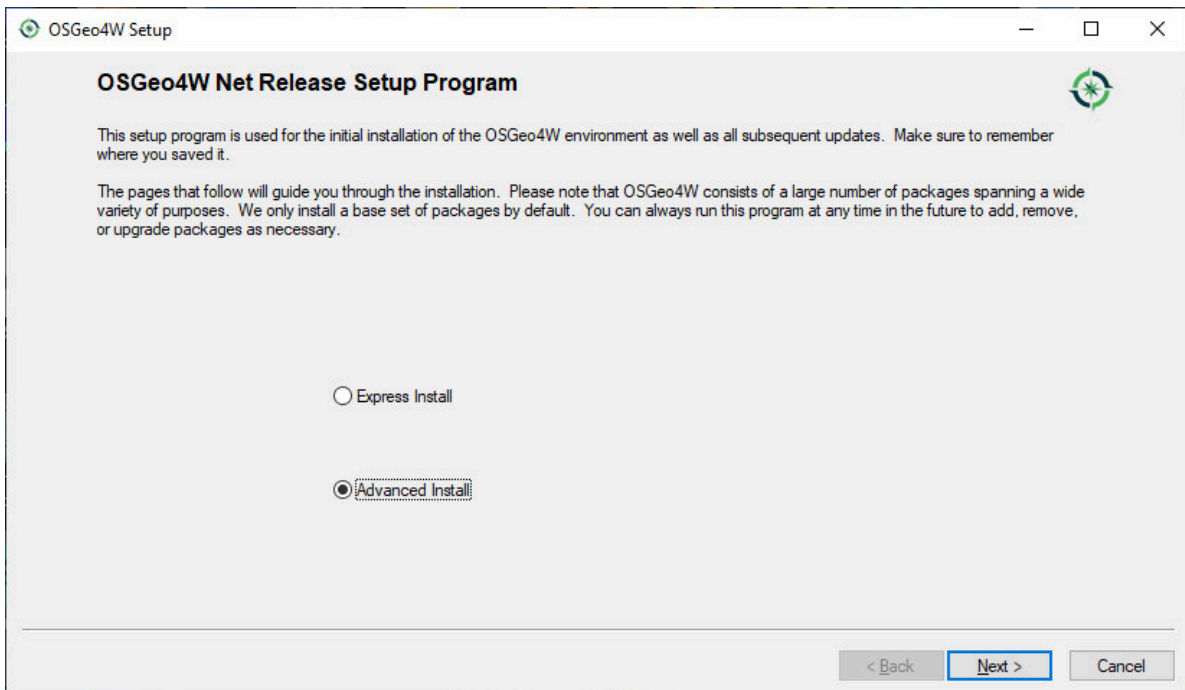 OSGeo4W Setup
OSGeo4W Net Release Setup Program
This setup program is used for the initial installation of the OSGeo4W environment as well as all subsequent updates.  Make sure to remember
where you saved it.
The pages that follow will guide you through the installation.  Please note that OSGeo4W consists of a large number of packages spanning a wide
variety of purposes.  We only install a base set of packages by default.  You can always run this program at any time in the future to add, remove,
or upgrade packages as necessary.
Express Install
Advanced Install
< Back Next > Cancel